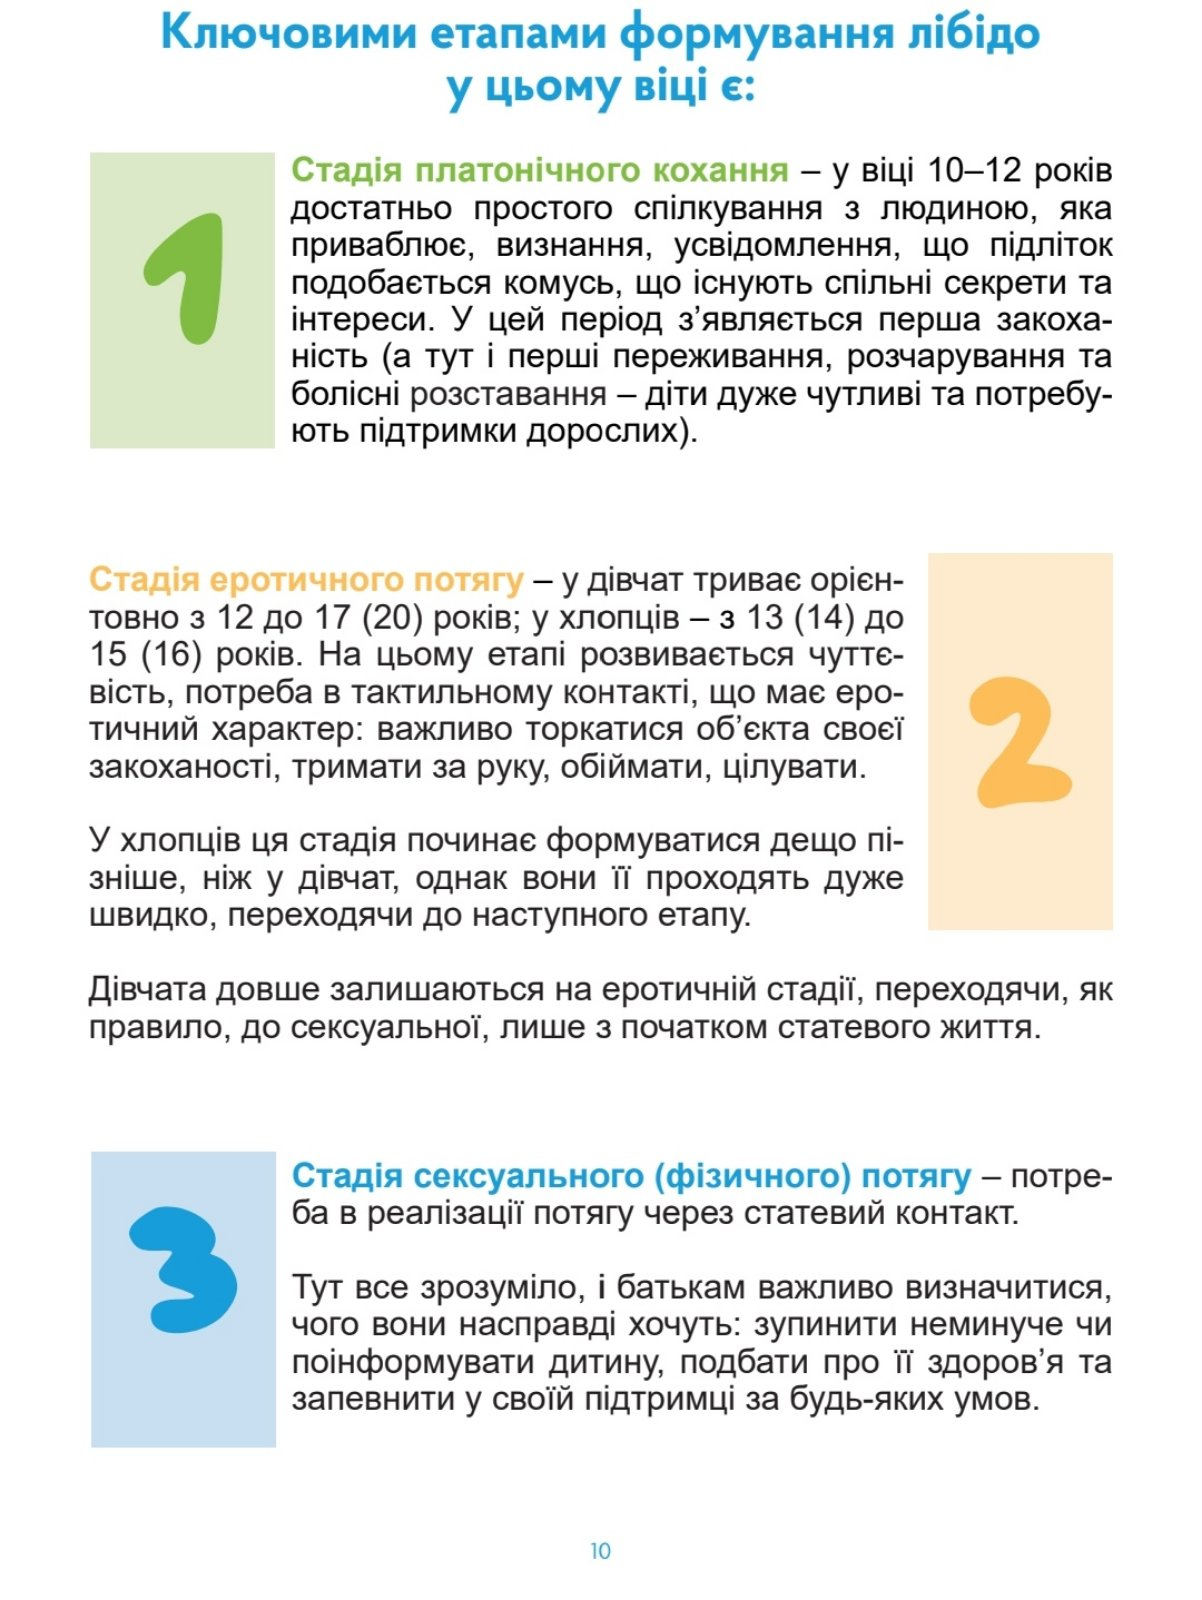 Ключовими етапами формування лібідо
у цьому віці є:
1
Стадія платонічного кохання – у віці 10–12 років
достатньо простого спілкування з людиною, яка
приваблює, визнання, усвідомлення, що підліток
подобається комусь, що існують спільні секрети та
інтереси. У цей період з’являється перша закоха-
ність (а тут і перші переживання, розчарування та
болісні розставання – діти дуже чутливі та потребу-
ють підтримки дорослих).
Стадія еротичного потягу – у дівчат триває орієн-
товно з 12 до 17 (20) років; у хлопців – з 13 (14) до
15 (16) років. На цьому етапі розвивається чуттє-
вість, потреба в тактильному контакті, що має еро-
тичний характер: важливо торкатися об’єкта своєї
закоханості, тримати за руку, обіймати, цілувати.
У хлопців ця стадія починає формуватися дещо пі-
зніше, ніж у дівчат, однак вони її проходять дуже
швидко, переходячи до наступного етапу.
2
Дівчата довше залишаються на еротичній стадії, переходячи, як
правило, до сексуальної, лише з початком статевого життя.
3
Стадія сексуального (фізичного) потягу – потре-
ба в реалізації потягу через статевий контакт.
Тут все зрозуміло, і батькам важливо визначитися,
чого вони насправді хочуть: зупинити неминуче чи
поінформувати дитину, подбати про її здоров’я та
запевнити у своїй підтримці за будь-яких умов.
10